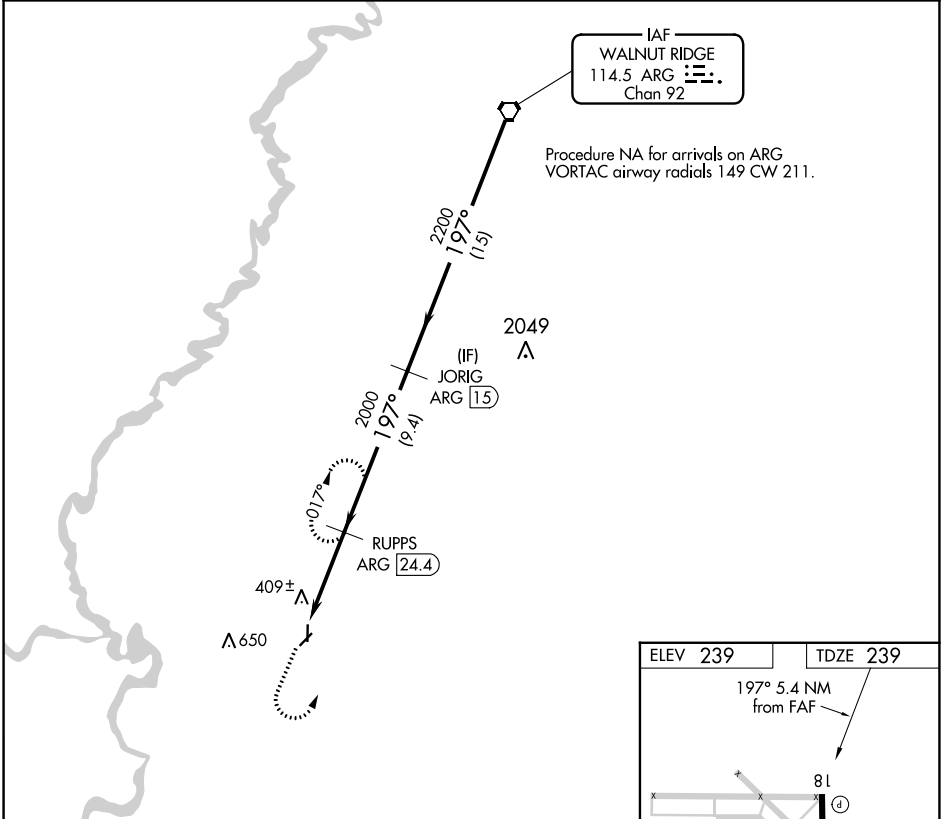 IAF
WALNUT RIDGE
114.5 ARG
Chan 92
Procedure NA for arrivals on ARG
VORTAC airway radials 149 CW 211.
2200
197°
(15)
2049
(IF)
JORIG
ARG 15
2000
197°
(9.4)
017°
RUPPS
ARG 24.4
409±
650
ELEV 239
TDZE 239
197° 5.4 NM
from FAF
18
P